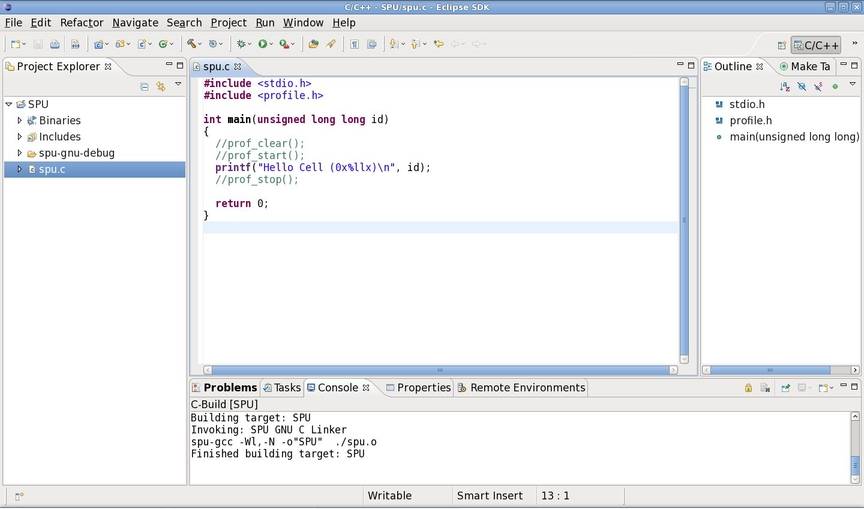 C/C++ - SPU/spu.c - Eclipse SDK
File Edit Refactor Navigate Search Project Run Window Help
C/C++
Project Explorer
spu.c
Outline
Make Ta
SPU
Binaries
Includes
spu-gnu-debug
spu.c
#include <stdio.h>
#include <profile.h>
int main(unsigned long long id)
{
//prof_clear();
//prof_start();
printf("Hello Cell (0x%llx)\n", id);
//prof_stop();
return 0;
}
stdio.h
profile.h
main(unsigned long long)
Problems Tasks Console Properties Remote Environments
C-Build [SPU]
Building target: SPU
Invoking: SPU GNU C Linker
spu-gcc -Wl,-N -o"SPU" ./spu.o
Finished building target: SPU
Writable Smart Insert 13 : 1